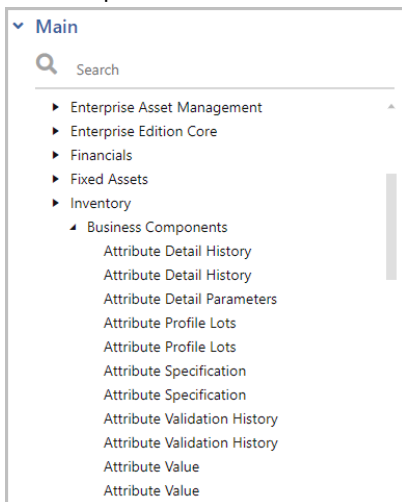 Main
Search
Enterprise Asset Management
Enterprise Edition Core
Financials
Fixed Assets
Inventory
Business Components
Attribute Detail History
Attribute Detail History
Attribute Detail Parameters
Attribute Profile Lots
Attribute Profile Lots
Attribute Specification
Attribute Specification
Attribute Validation History
Attribute Validation History
Attribute Value
Attribute Value